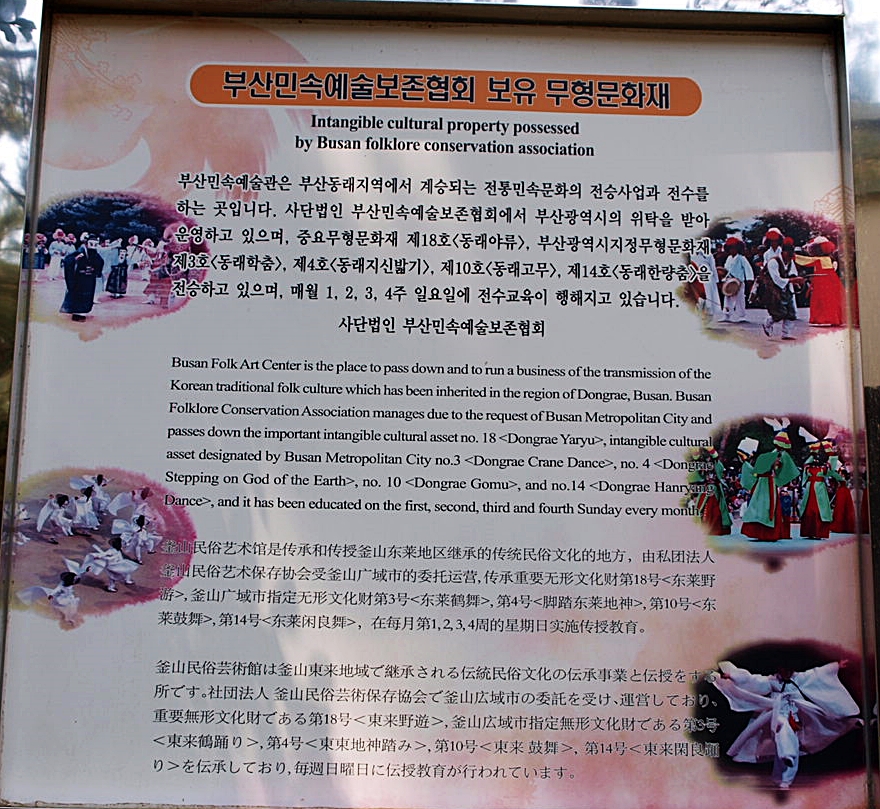 부산민속예술보존협회 보유 무형문화재
Intangible cultural property possessed
by Busan folklore conservation association
부산민속예술관은 부산동래지역에서 계승되는 전통민속문화의 전승사업과 전수를
하는 곳입니다. 사단법인 부산민속예술보존협회에서 부산광역시의 위탁을 받아
운영하고 있으며, 중요무형문화재 제18호〈동래야류〉, 부산광역시지정무형문화재
제3호〈동래학춤〉, 제4호〈동래지신밟기〉, 제10호〈동래고무〉, 제14호〈동래한량춤〉을
전승하고 있으며, 매월 1, 2, 3, 4주 일요일에 전수교육이 행해지고 있습니다.
사단법인 부산민속예술보존협회
Busan Folk Art Center is the place to pass down and to run a business of the transmission of the
Korean traditional folk culture which has been inherited in the region of Dongrae, Busan. Busan
Folklore Conservation Association manages due to the request of Busan Metropolitan City and
passes down the important intangible cultural asset no. 18 <Dongrae Yaryu>, intangible cultural
asset designated by Busan Metropolitan City no.3 <Dongrae Crane Dance>, no. 4 <Dongrae
Stepping on God of the Earth>, no. 10 <Dongrae Gomu>, and no.14 <Dongrae Hanryang
Dance>, and it has been educated on the first, second, third and fourth Sunday every month.
釜山民俗艺术馆是传承和传授釜山东莱地区继承的传统民俗文化的地方，由私团法人
釜山民俗艺术保存协会受釜山广域市的委托运营, 传承重要无形文化财第18号<东莱野
游>, 釜山广域市指定无形文化财第3号<东莱鹤舞>, 第4号<脚踏东莱地神>, 第10号<东
莱鼓舞>, 第14号<东莱闲良舞>，在每月第1, 2, 3, 4周的星期日实施传授教育。
釜山民俗芸術館は釜山東来地域で継承される伝統民俗文化の伝承事業と伝授をする
所です。社団法人 釜山民俗芸術保存協会で釜山広域市の委託を受け、運営しており、
重要無形文化財である第18号＜東来野遊＞, 釜山広域市指定無形文化財である第3号
＜東来鶴踊り＞, 第4号＜東東地神踏み＞, 第10号＜東来 鼓舞＞, 第14号＜東来閑良踊
り＞を伝承しており, 毎週日曜日に伝授教育が行われています。